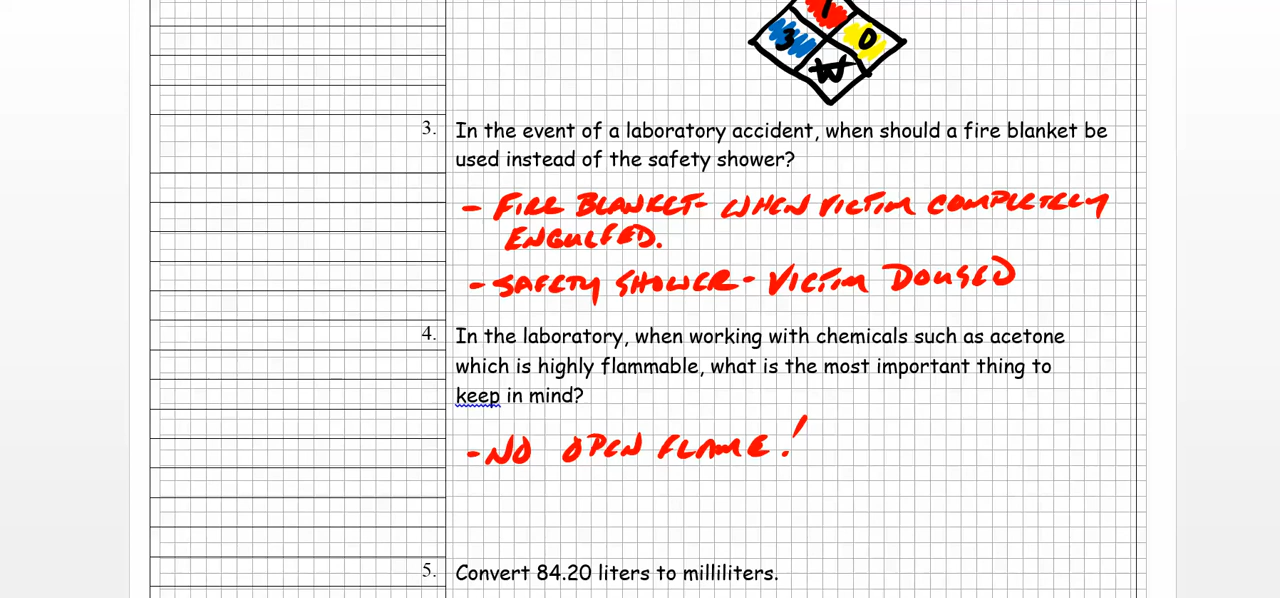 1
3 0
W
3. In the event of a laboratory accident, when should a fire blanket be
used instead of the safety shower?
- FIRE BLANKET- WHEN VICTIM COMPLETELY
ENGULFED.
- SAFETY SHOWER - VICTIM DOUSED
4. In the laboratory, when working with chemicals such as acetone
which is highly flammable, what is the most important thing to
keep in mind?
- NO OPEN FLAME!
5. Convert 84.20 liters to milliliters.